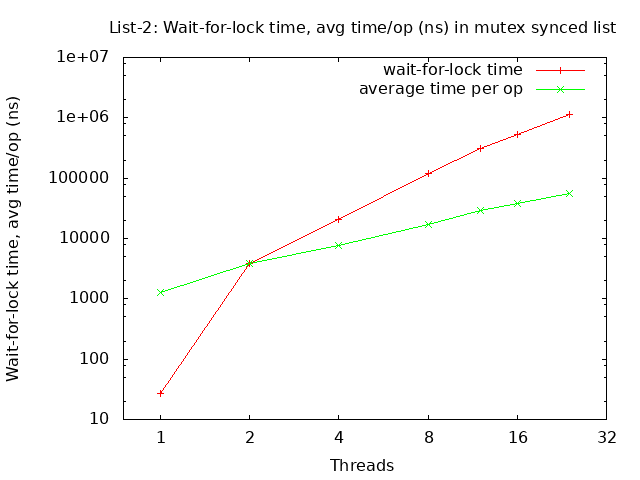 List-2: Wait-for-lock time, avg time/op (ns) in mutex synced list
Wait-for-lock time, avg time/op (ns)
1e+07
1e+06
100000
10000
1000
100
10
wait-for-lock time
average time per op
1 2 4 8 16 32
Threads